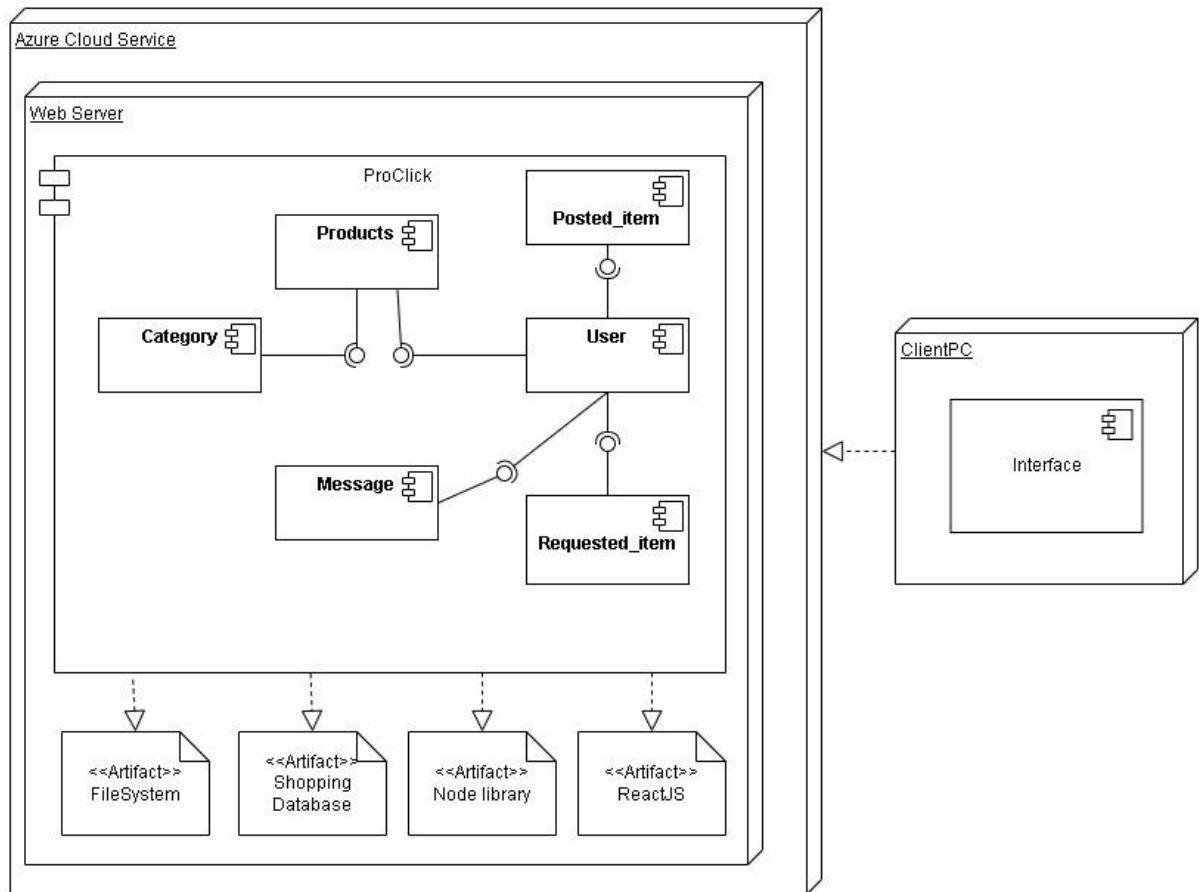 Azure Cloud Service
Web Server
ProClick
Posted_item
Products
Category
User
Message
Requested_item
ClientPC
Interface
<<Artifact>>
FileSystem
<<Artifact>>
Shopping
Database
<<Artifact>>
Node library
<<Artifact>>
ReactJS